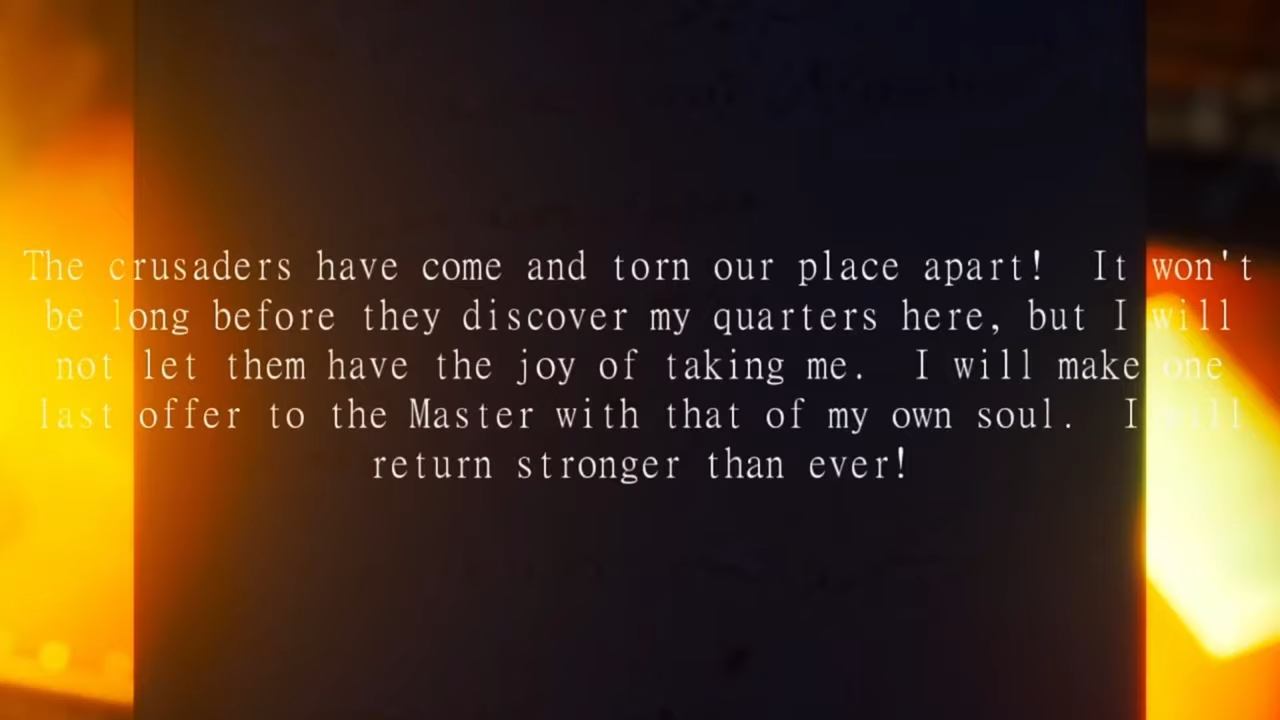 The crusaders have come and torn our place apart!  It won't
be long before they discover my quarters here, but I will
not let them have the joy of taking me.  I will make one
last offer to the Master with that of my own soul.  I will
return stronger than ever!